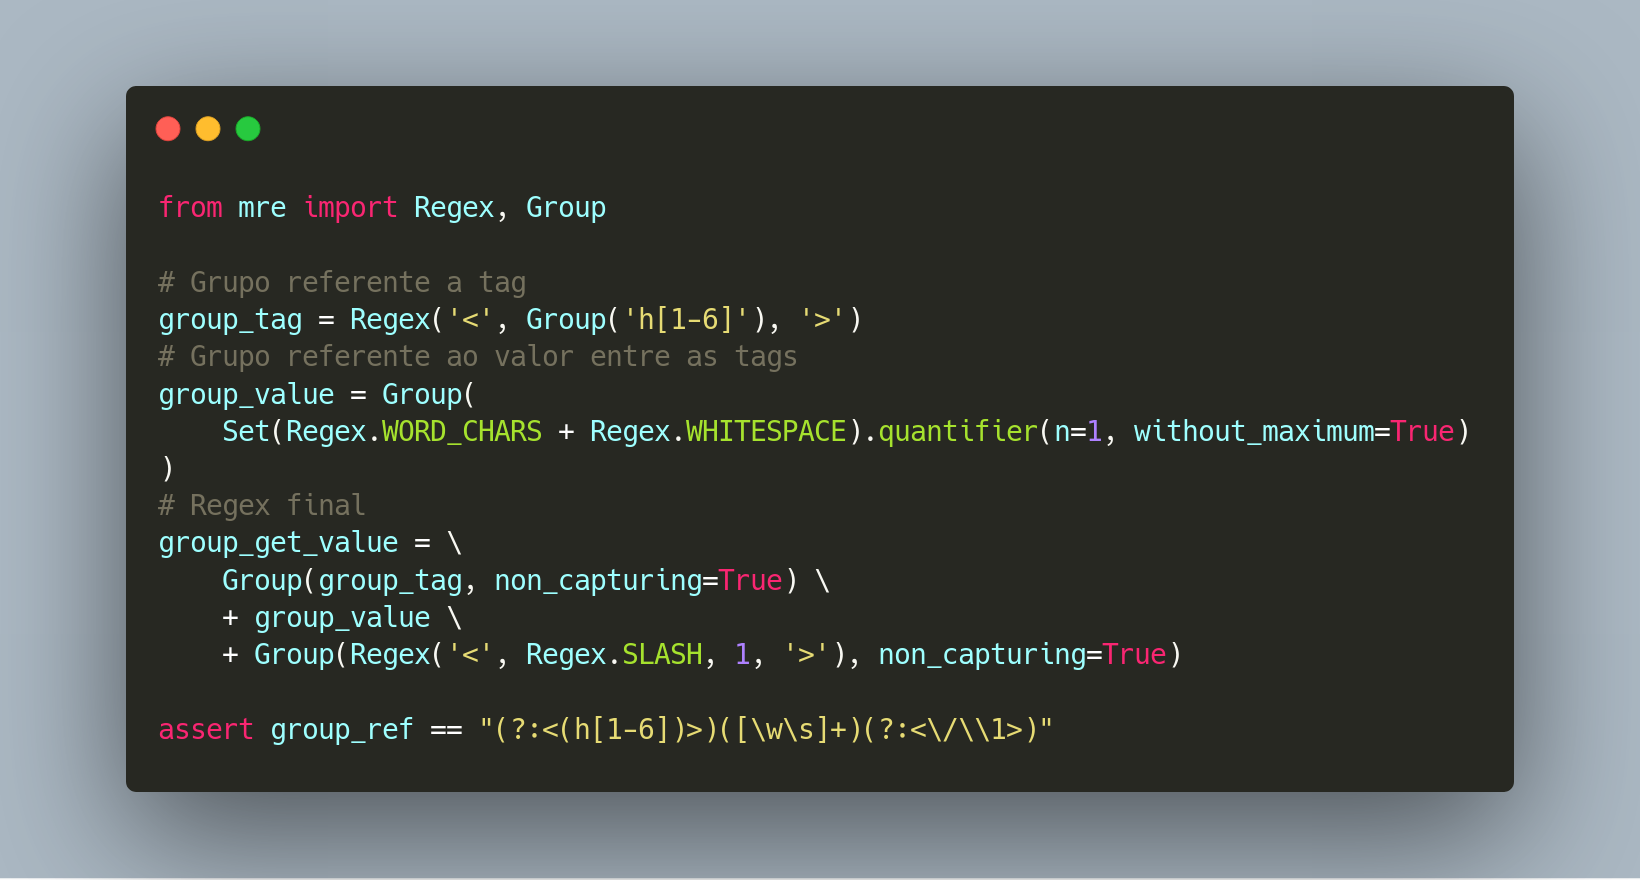 from mre import Regex, Group
# Grupo referente a tag
group_tag = Regex('<', Group('h[1-6]'), '>')
# Grupo referente ao valor entre as tags
group_value = Group(
    Set(Regex.WORD_CHARS + Regex.WHITESPACE).quantifier(n=1, without_maximum=True)
)
# Regex final
group_get_value = \
    Group(group_tag, non_capturing=True) \
    + group_value \
    + Group(Regex('<', Regex.SLASH, 1, '>'), non_capturing=True)
assert group_ref == "(?:<(h[1-6])>)([\w\s]+)(?:<\/\\1>)"